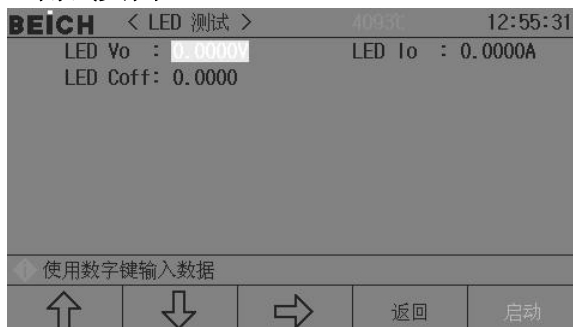 BEICH < LED 测试 > 4093℃ 12:55:31
LED Vo : 0.0000V LED Io : 0.0000A
LED Coff: 0.0000
使用数字键输入数据
返回 启动